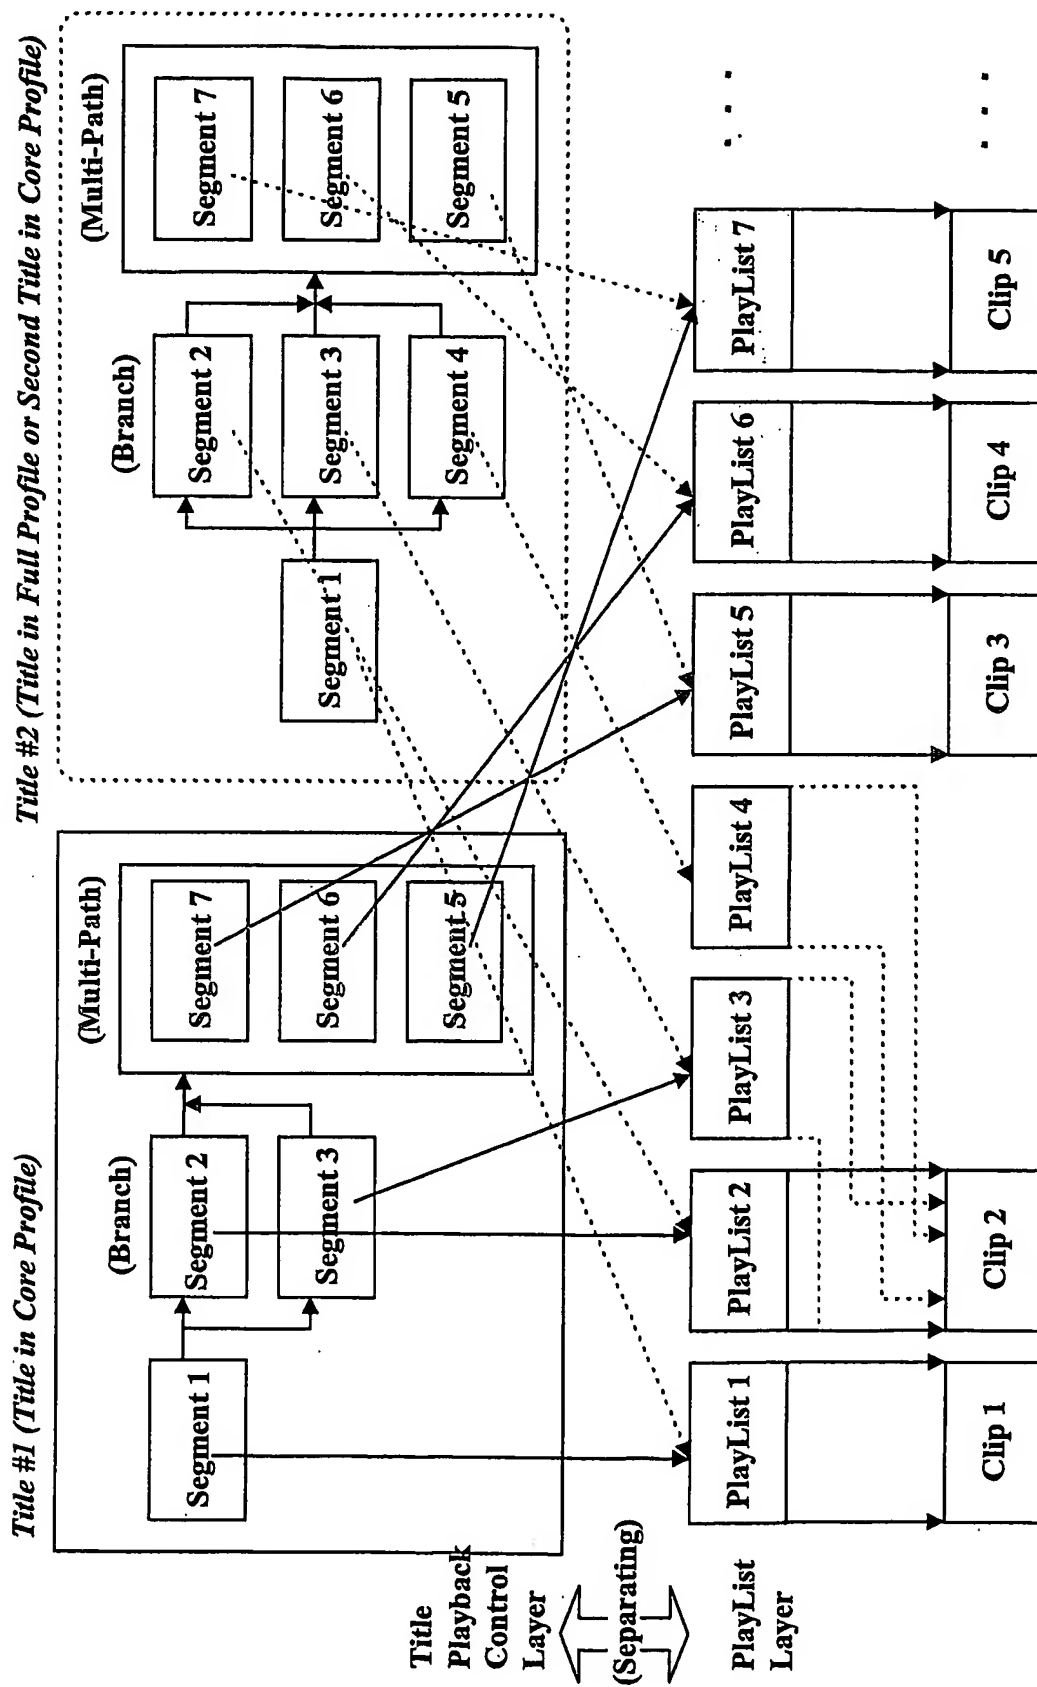 Title #1 (Title in Core Profile)
(Branch)
(Multi-Path)
Segment 1
Segment 2
Segment 3
Segment 7
Segment 6
Segment 5
Title #2 (Title in Full Profile or Second Title in Core Profile)
(Branch)
(Multi-Path)
Segment 1
Segment 2
Segment 3
Segment 4
Segment 7
Segment 6
Segment 5
Title
Playback
Control
Layer
(Separating)
PlayList
Layer
PlayList 1
PlayList 2
PlayList 3
PlayList 4
PlayList 5
PlayList 6
PlayList 7
. . .
Clip 1
Clip 2
Clip 3
Clip 4
Clip 5
. . .